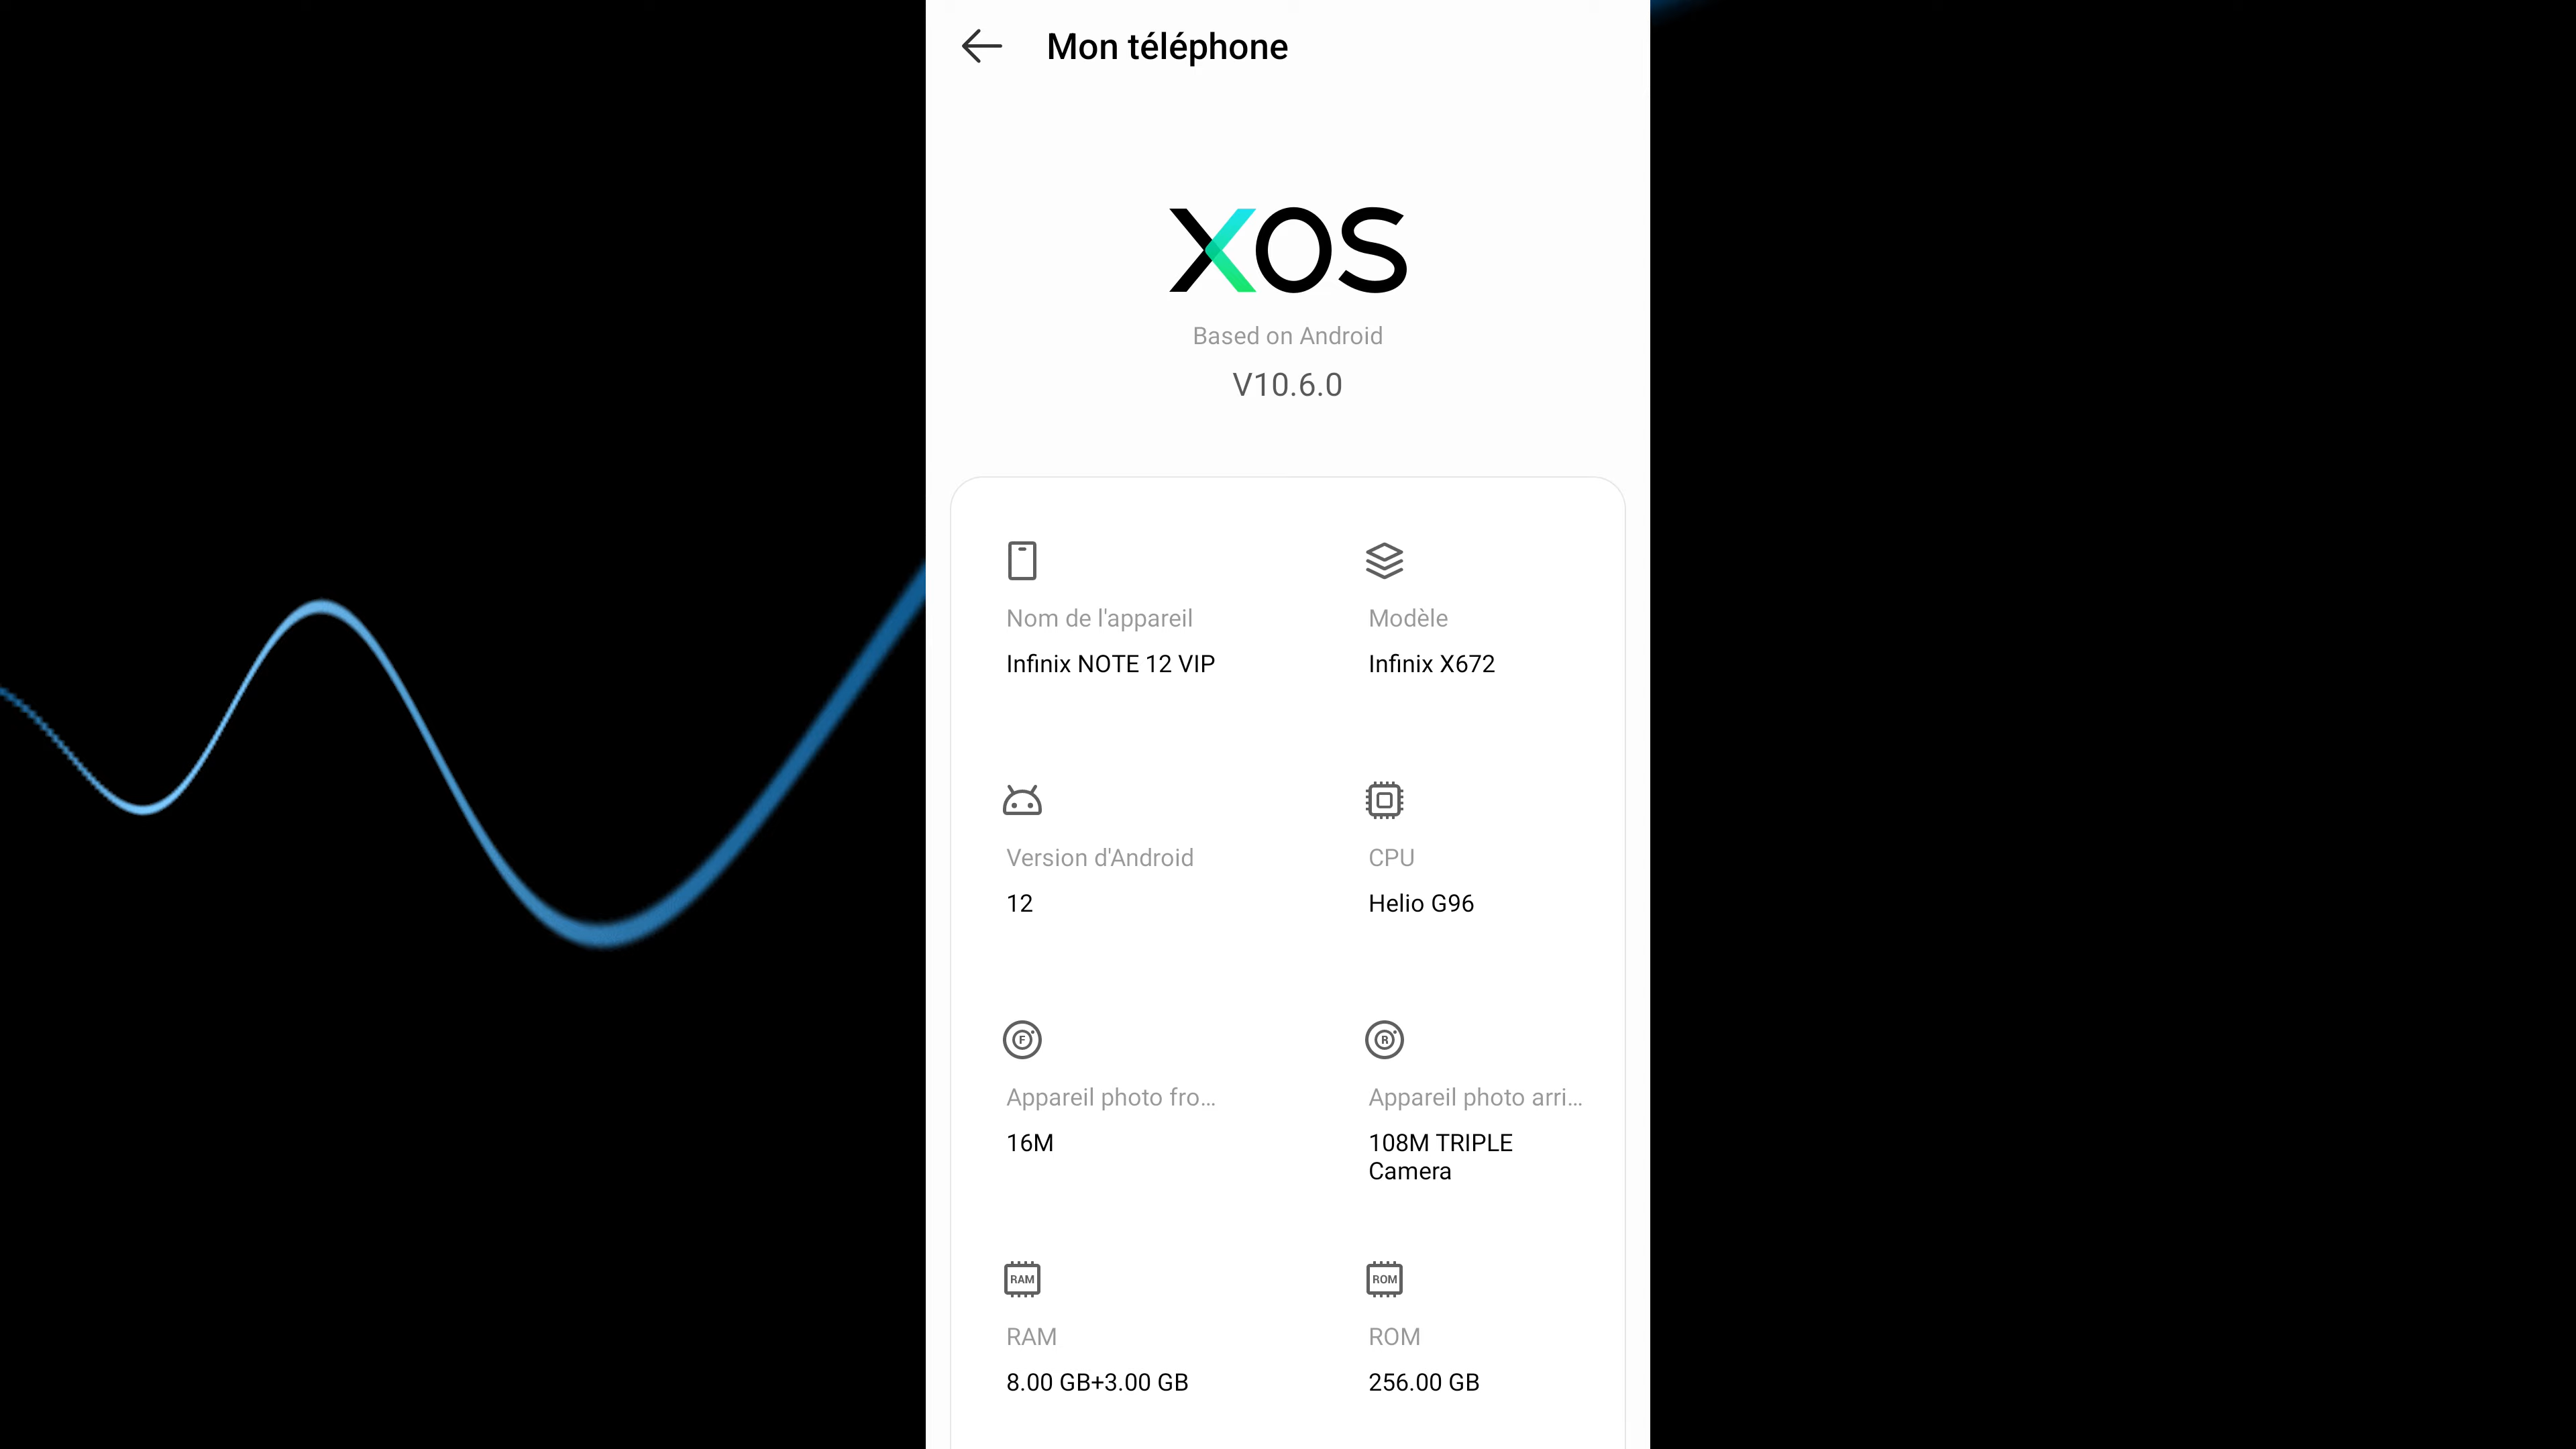 Mon téléphone
XOS
Based on Android
V10.6.0
Nom de l'appareil
Infinix NOTE 12 VIP
Modèle
Infinix X672
Version d'Android
12
CPU
Helio G96
F
Appareil photo fro...
16M
R
Appareil photo arri...
108M TRIPLE
Camera
RAM
RAM
8.00 GB+3.00 GB
ROM
ROM
256.00 GB